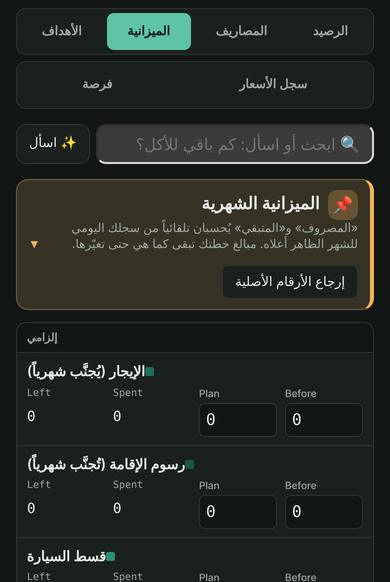 الرصيد
المصاريف
الميزانية
الأهداف
سجل الأسعار
فرصة
🔍 ابحث أو اسأل: كم باقي للأكل؟
✨ اسأل
📌 الميزانية الشهرية
«المصروف» و«المتبقي» يُحسبان تلقائياً من سجلك اليومي
للشهر الظاهر أعلاه. مبالغ خطتك تبقى كما هي حتى تغيّرها.
▼
إرجاع الأرقام الأصلية
إلزامي
الإيجار (يُجنَّب شهرياً)
Left Spent Plan Before
0 0 0 0
رسوم الإقامة (تُجنَّب شهرياً)
Left Spent Plan Before
0 0 0 0
قسط السيارة
Left Spent Plan Before